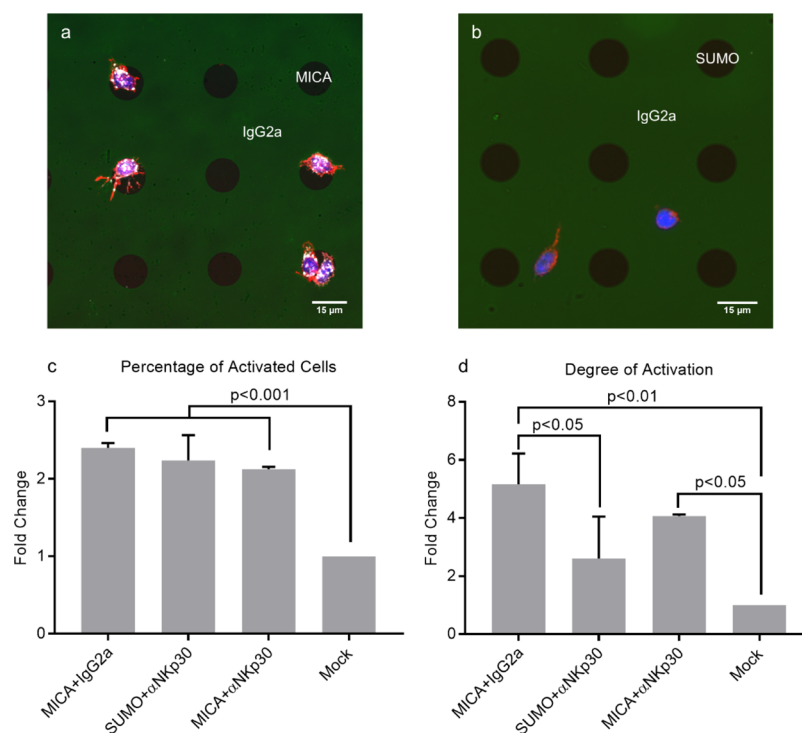 a
MICA
IgG2a
15 µm
b
SUMO
IgG2a
15 µm
c
Percentage of Activated Cells
p<0.001
3
2
1
0
Fold Change
MICA+IgG2a
SUMO+αNKp30
MICA+αNKp30
Mock
d
Degree of Activation
p<0.01
p<0.05
p<0.05
8
6
4
2
0
Fold Change
MICA+IgG2a
SUMO+αNKp30
MICA+αNKp30
Mock